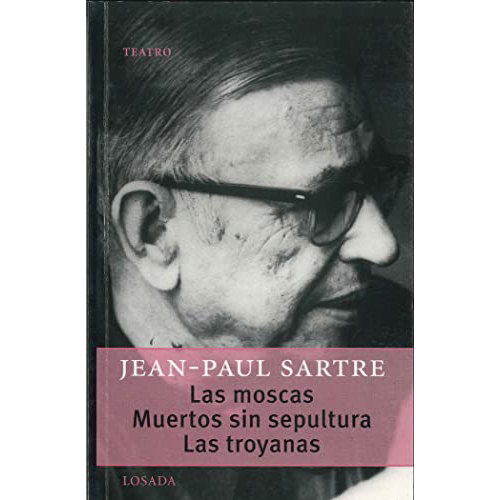 TEATRO
JEAN-PAUL SARTRE
Las moscas
Muertos sin sepultura
Las troyanas
LOSADA